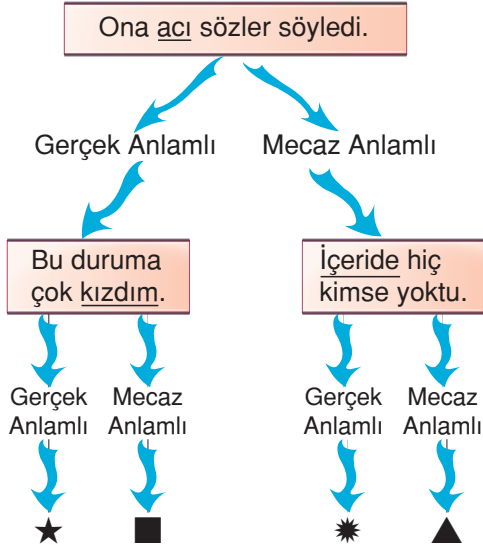 Ona acı sözler söyledi.
Gerçek Anlamlı
Mecaz Anlamlı
Bu duruma
çok kızdım.
İçeride hiç
kimse yoktu.
Gerçek
Anlamlı
Mecaz
Anlamlı
Gerçek
Anlamlı
Mecaz
Anlamlı